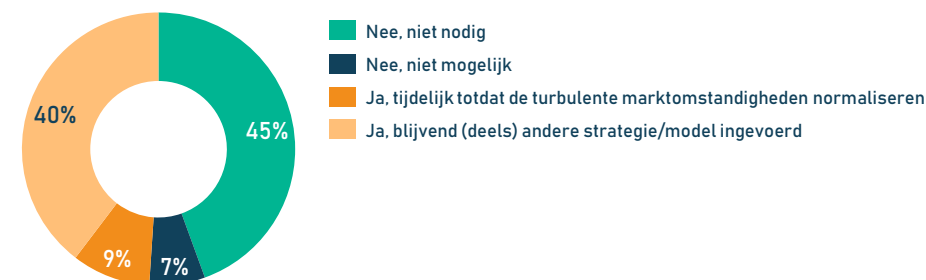 Nee, niet nodig
Nee, niet mogelijk
Ja, tijdelijk totdat de turbulente marktomstandigheden normaliseren
Ja, blijvend (deels) andere strategie/model ingevoerd
40%
45%
9%
7%